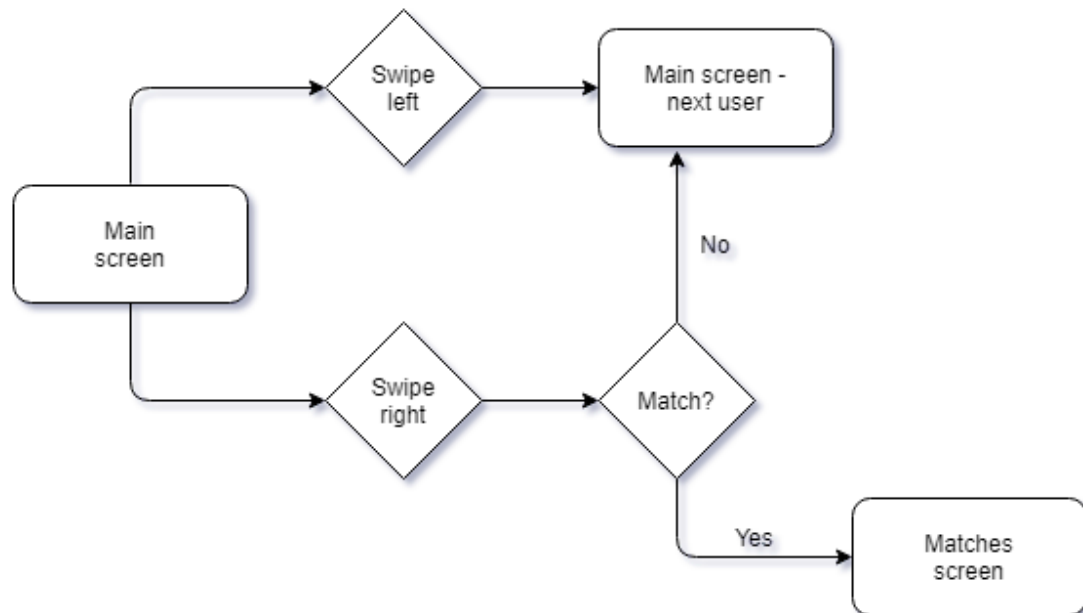 Swipe
left
Main screen -
next user
Main
screen
No
Swipe
right
Match?
Yes
Matches
screen